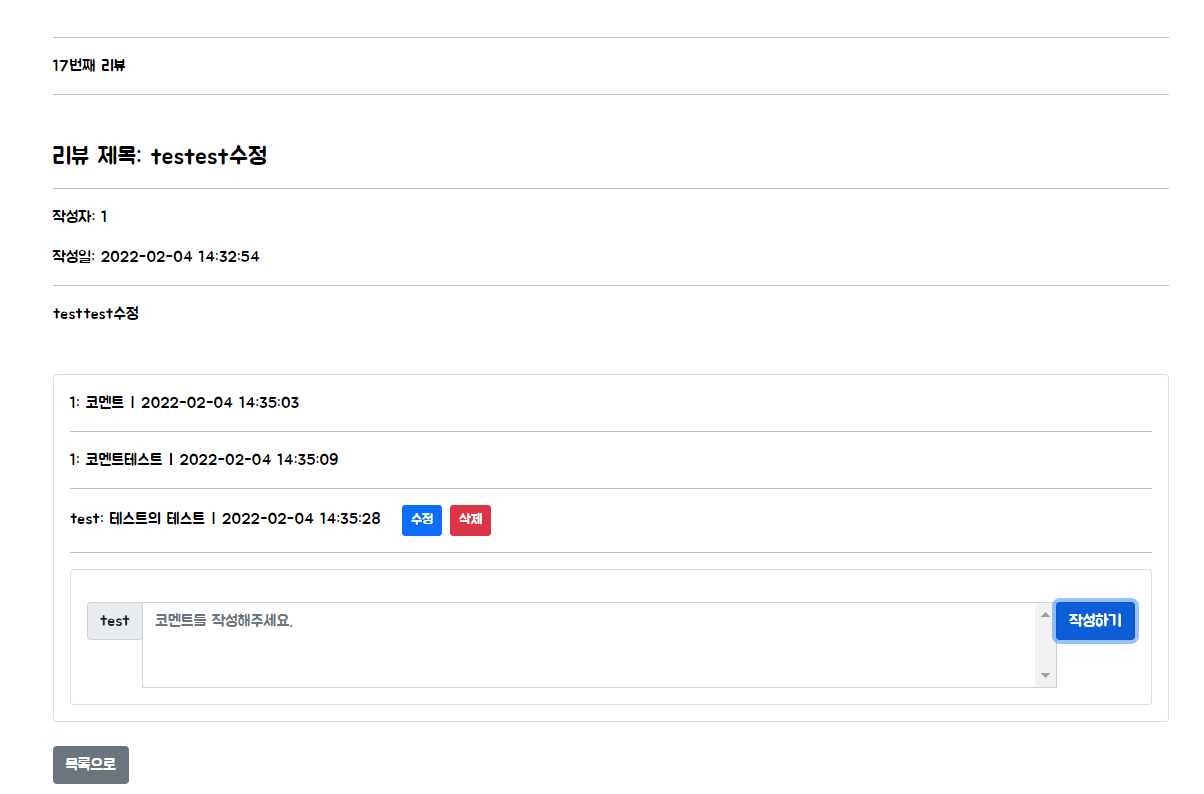 17번째 리뷰
리뷰 제목: testest수정
작성자: 1
작성일: 2022-02-04 14:32:54
testtest수정
1: 코멘트 | 2022-02-04 14:35:03
1: 코멘트테스트 | 2022-02-04 14:35:09
test: 테스트의 테스트 | 2022-02-04 14:35:28 수정 삭제
test 코멘트를 작성해주세요. 작성하기
목록으로